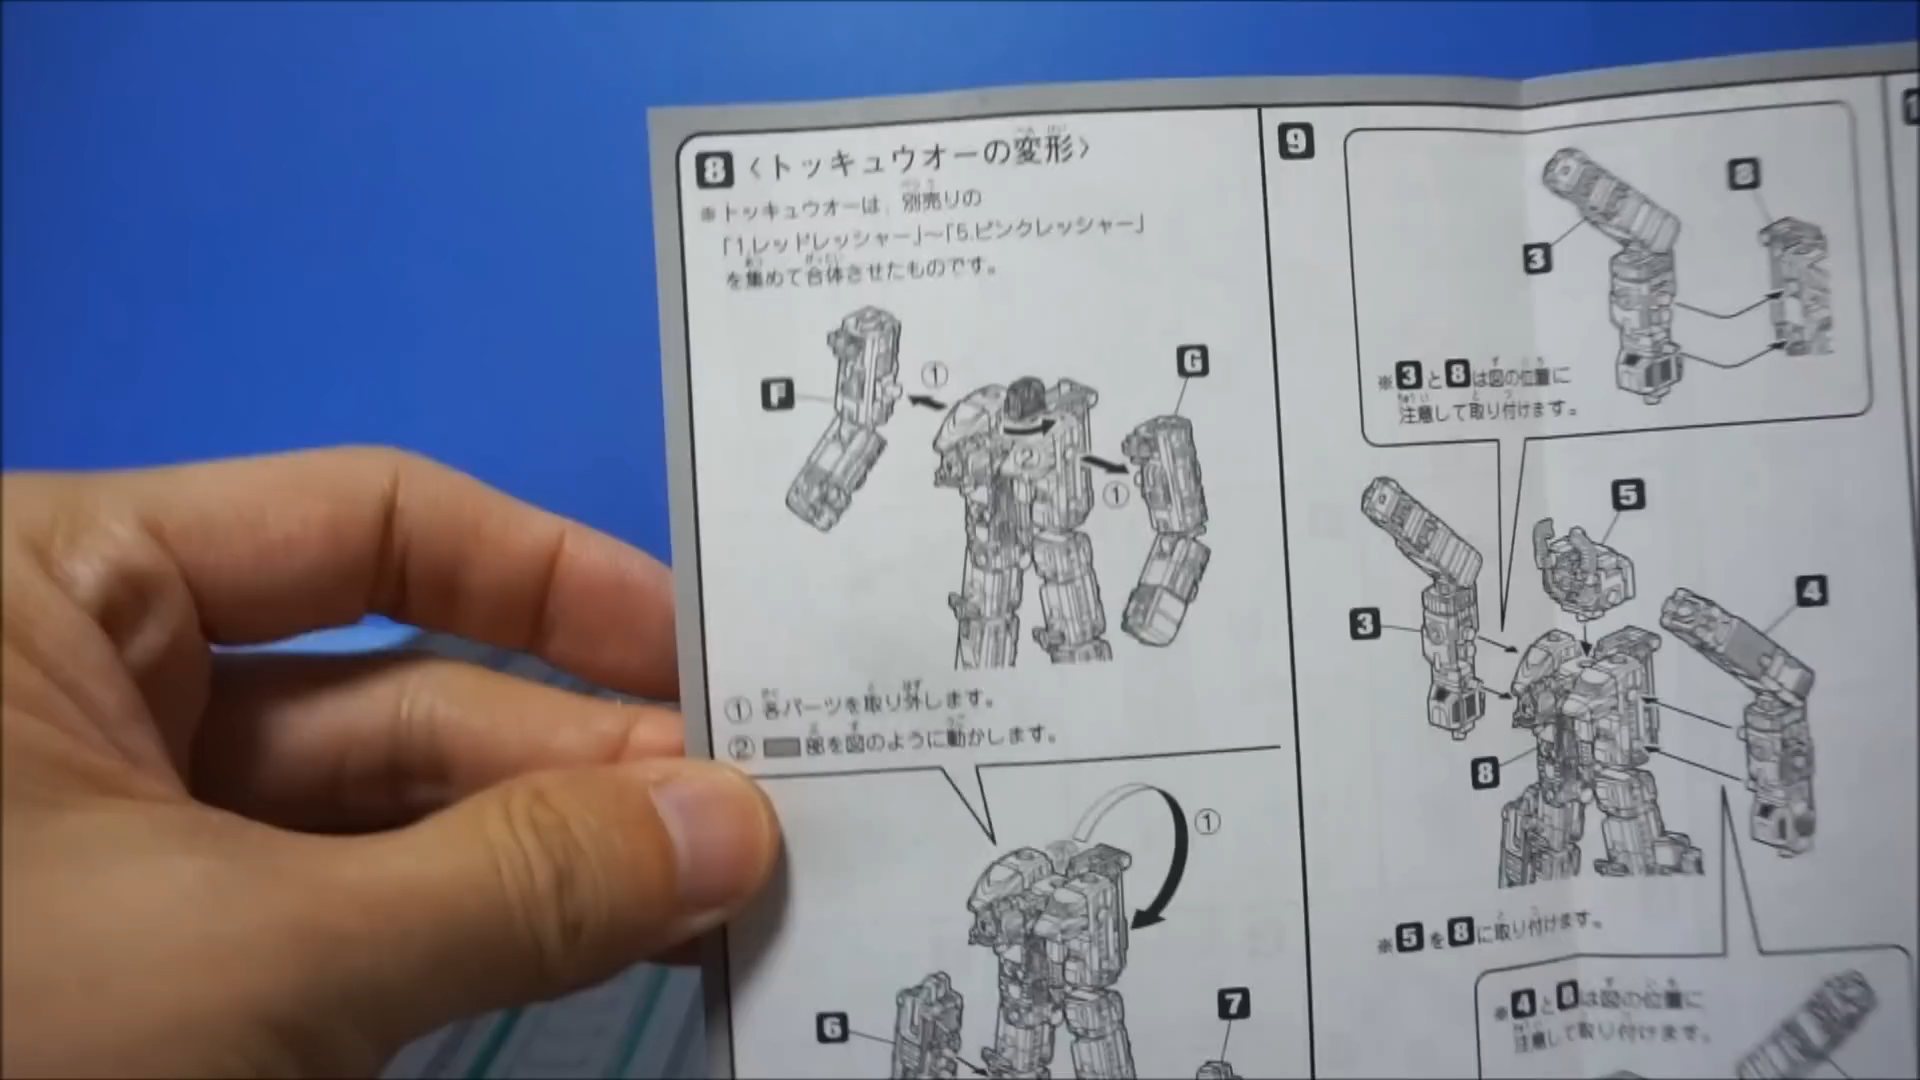 8 〈トッキュウオーの変形〉
※トッキュウオーは、別売りの
「1.レッドレッシャー」～「5.ピンクレッシャー」
を集めて合体させたものです。
F
①
G
②
①
①各パーツを取り外します。
②部を図のように動かします。
①
6
7
9
8
3
※3と8は図の位置に
注意して取り付けます。
5
4
3
8
※5を8に取り付けます。
※4と8は図の位置に
注意して取り付けます。